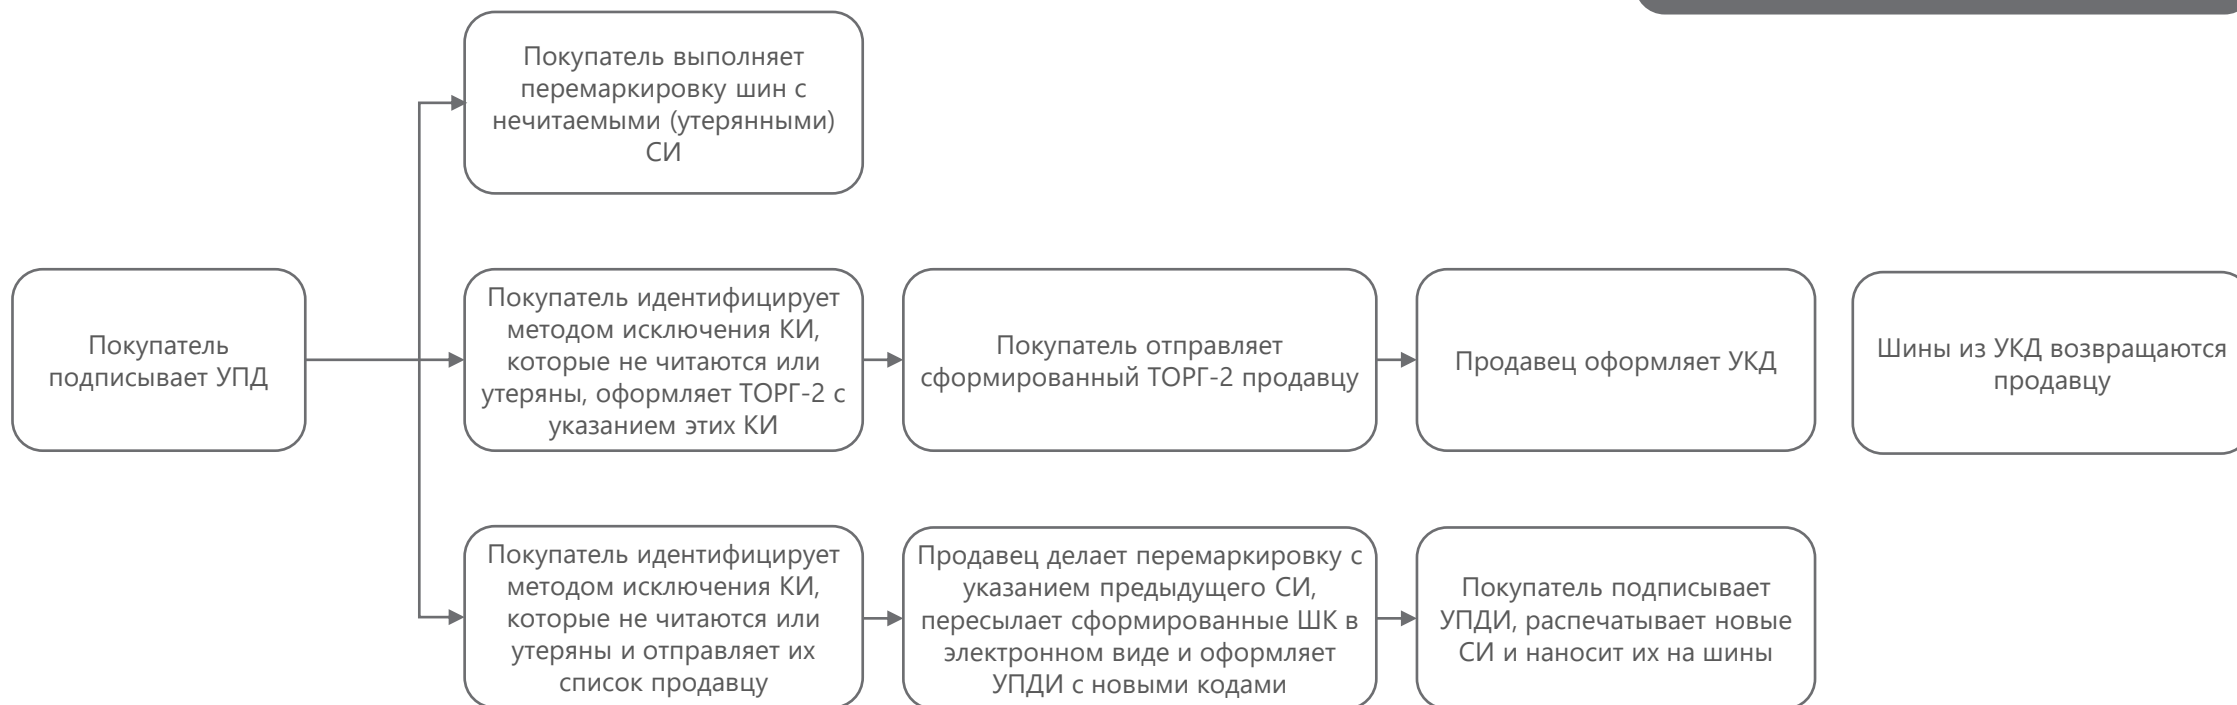 Покупатель выполняет
перемаркировку шин с
нечитаемыми (утерянными)
СИ
Покупатель
подписывает УПД
Покупатель идентифицирует
методом исключения КИ,
которые не читаются или
утеряны, оформляет ТОРГ-2 с
указанием этих КИ
Покупатель отправляет
сформированный ТОРГ-2 продавцу
Продавец оформляет УКД
Шины из УКД возвращаются
продавцу
Покупатель идентифицирует
методом исключения КИ,
которые не читаются или
утеряны и отправляет их
список продавцу
Продавец делает перемаркировку с
указанием предыдущего СИ,
пересылает сформированные ШК в
электронном виде и оформляет
УПДИ с новыми кодами
Покупатель подписывает
УПДИ, распечатывает новые
СИ и наносит их на шины